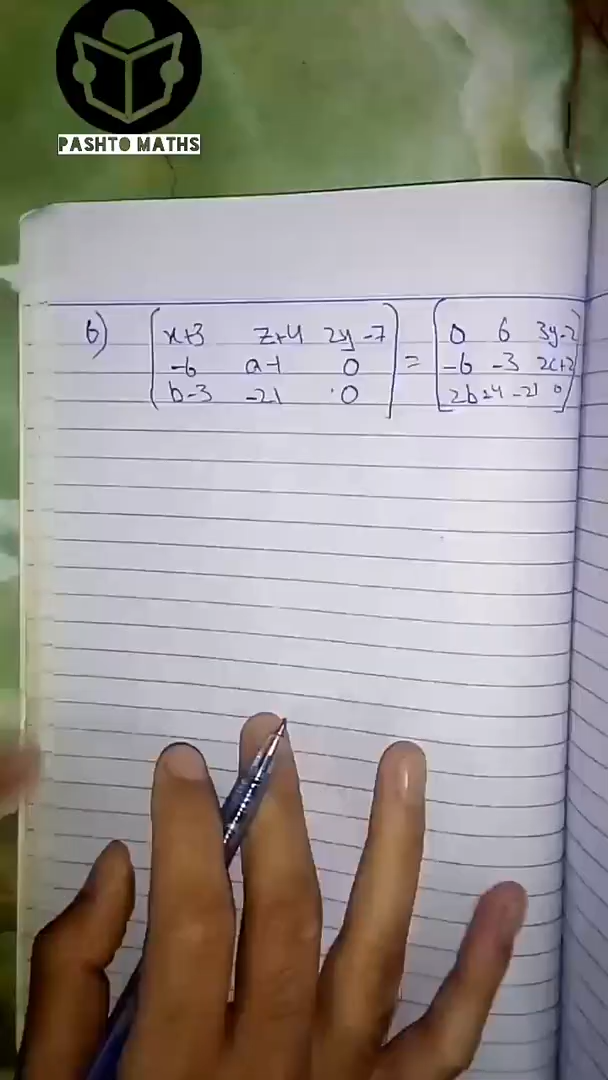 PASHTO MATHS
6) x+3 z+4 2y-7 = 0 6 3y-2
-6 a-1 0 -6 -3 2c+2
b-3 -21 0 2b+4 -21 0